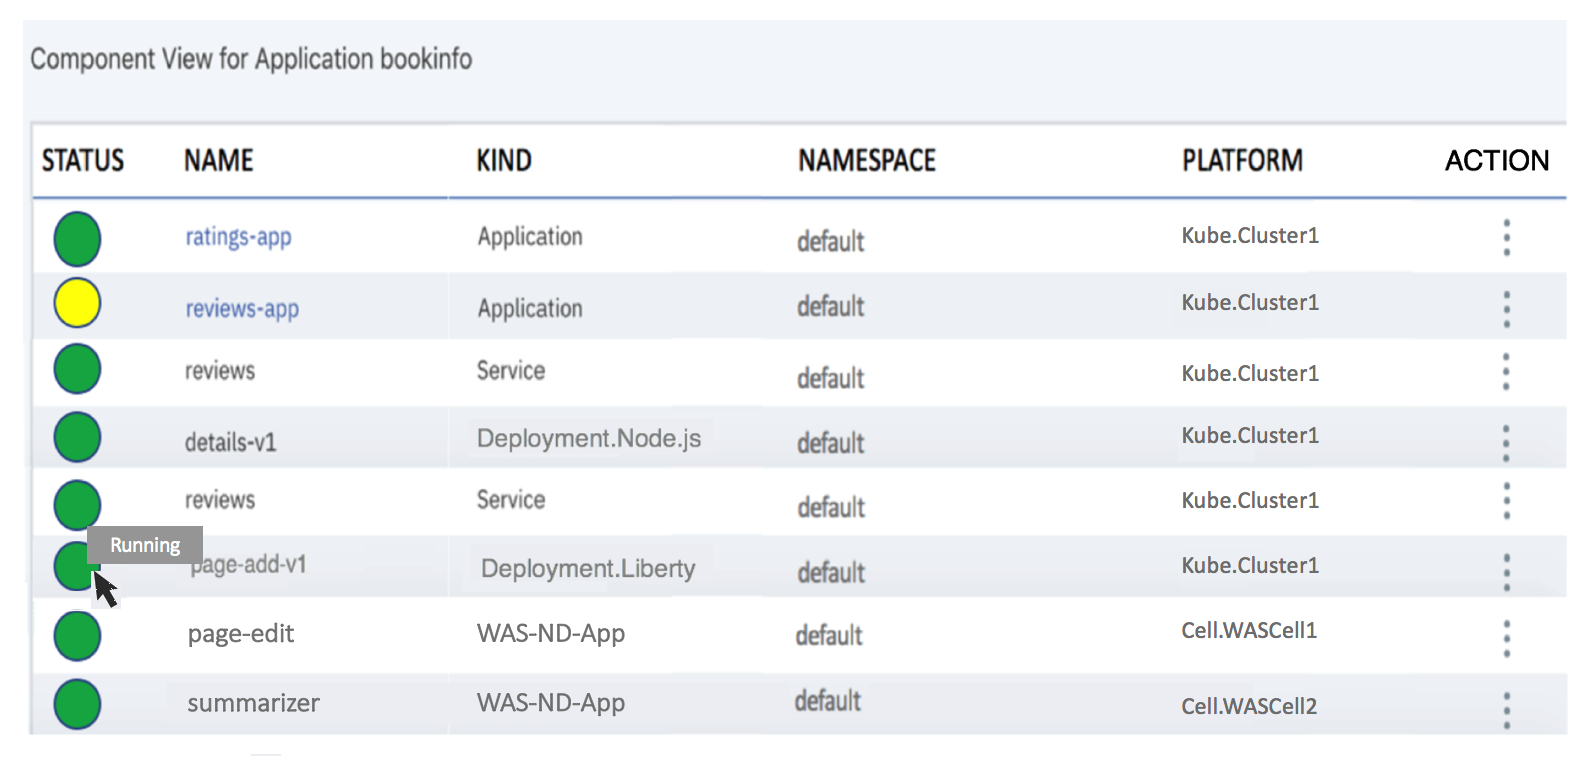 Component View for Application bookinfo
STATUS NAME KIND NAMESPACE PLATFORM ACTION
ratings-app Application default Kube.Cluster1
reviews-app Application default Kube.Cluster1
reviews Service default Kube.Cluster1
details-v1 Deployment.Node.js default Kube.Cluster1
reviews Service default Kube.Cluster1
Running
page-add-v1 Deployment.Liberty default Kube.Cluster1
page-edit WAS-ND-App default Cell.WASCell1
summarizer WAS-ND-App default Cell.WASCell2